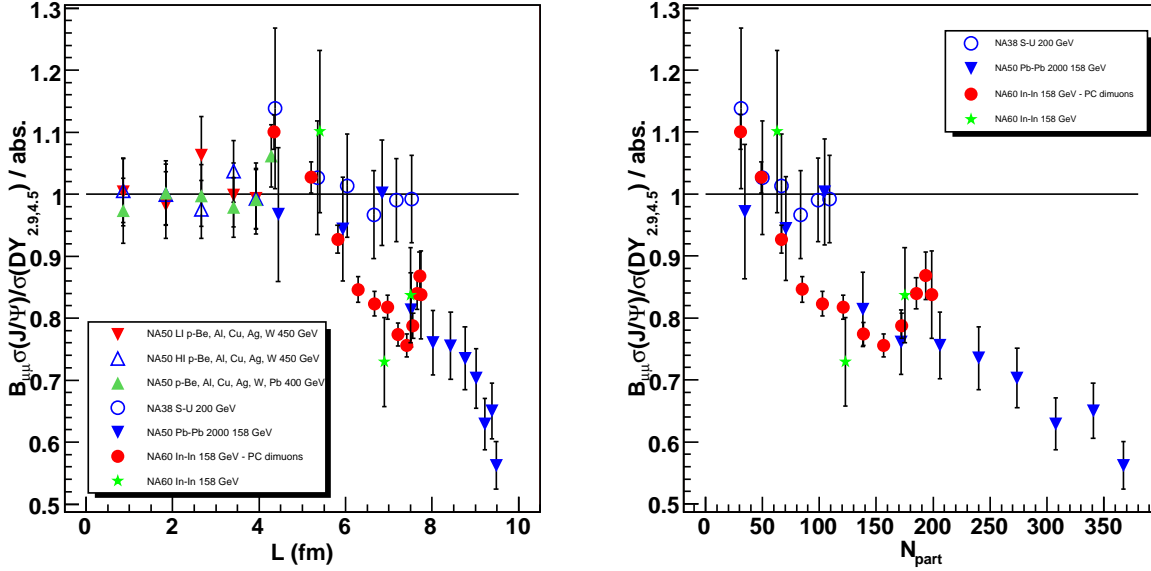 B_μμσ(J/Ψ)/σ(DY_2.9,4.5) / abs.
1.3
1.2
1.1
1
0.9
0.8
0.7
0.6
0.5
NA50 LI p-Be, Al, Cu, Ag, W 450 GeV
NA50 HI p-Be, Al, Cu, Ag, W 450 GeV
NA50 p-Be, Al, Cu, Ag, W, Pb 400 GeV
NA38 S-U 200 GeV
NA50 Pb-Pb 2000 158 GeV
NA60 In-In 158 GeV - PC dimuons
NA60 In-In 158 GeV
0 2 4 6 8 10
L (fm)
B_μμσ(J/Ψ)/σ(DY_2.9,4.5) / abs.
1.3
1.2
1.1
1
0.9
0.8
0.7
0.6
0.5
NA38 S-U 200 GeV
NA50 Pb-Pb 2000 158 GeV
NA60 In-In 158 GeV - PC dimuons
NA60 In-In 158 GeV
0 50 100 150 200 250 300 350
N_part